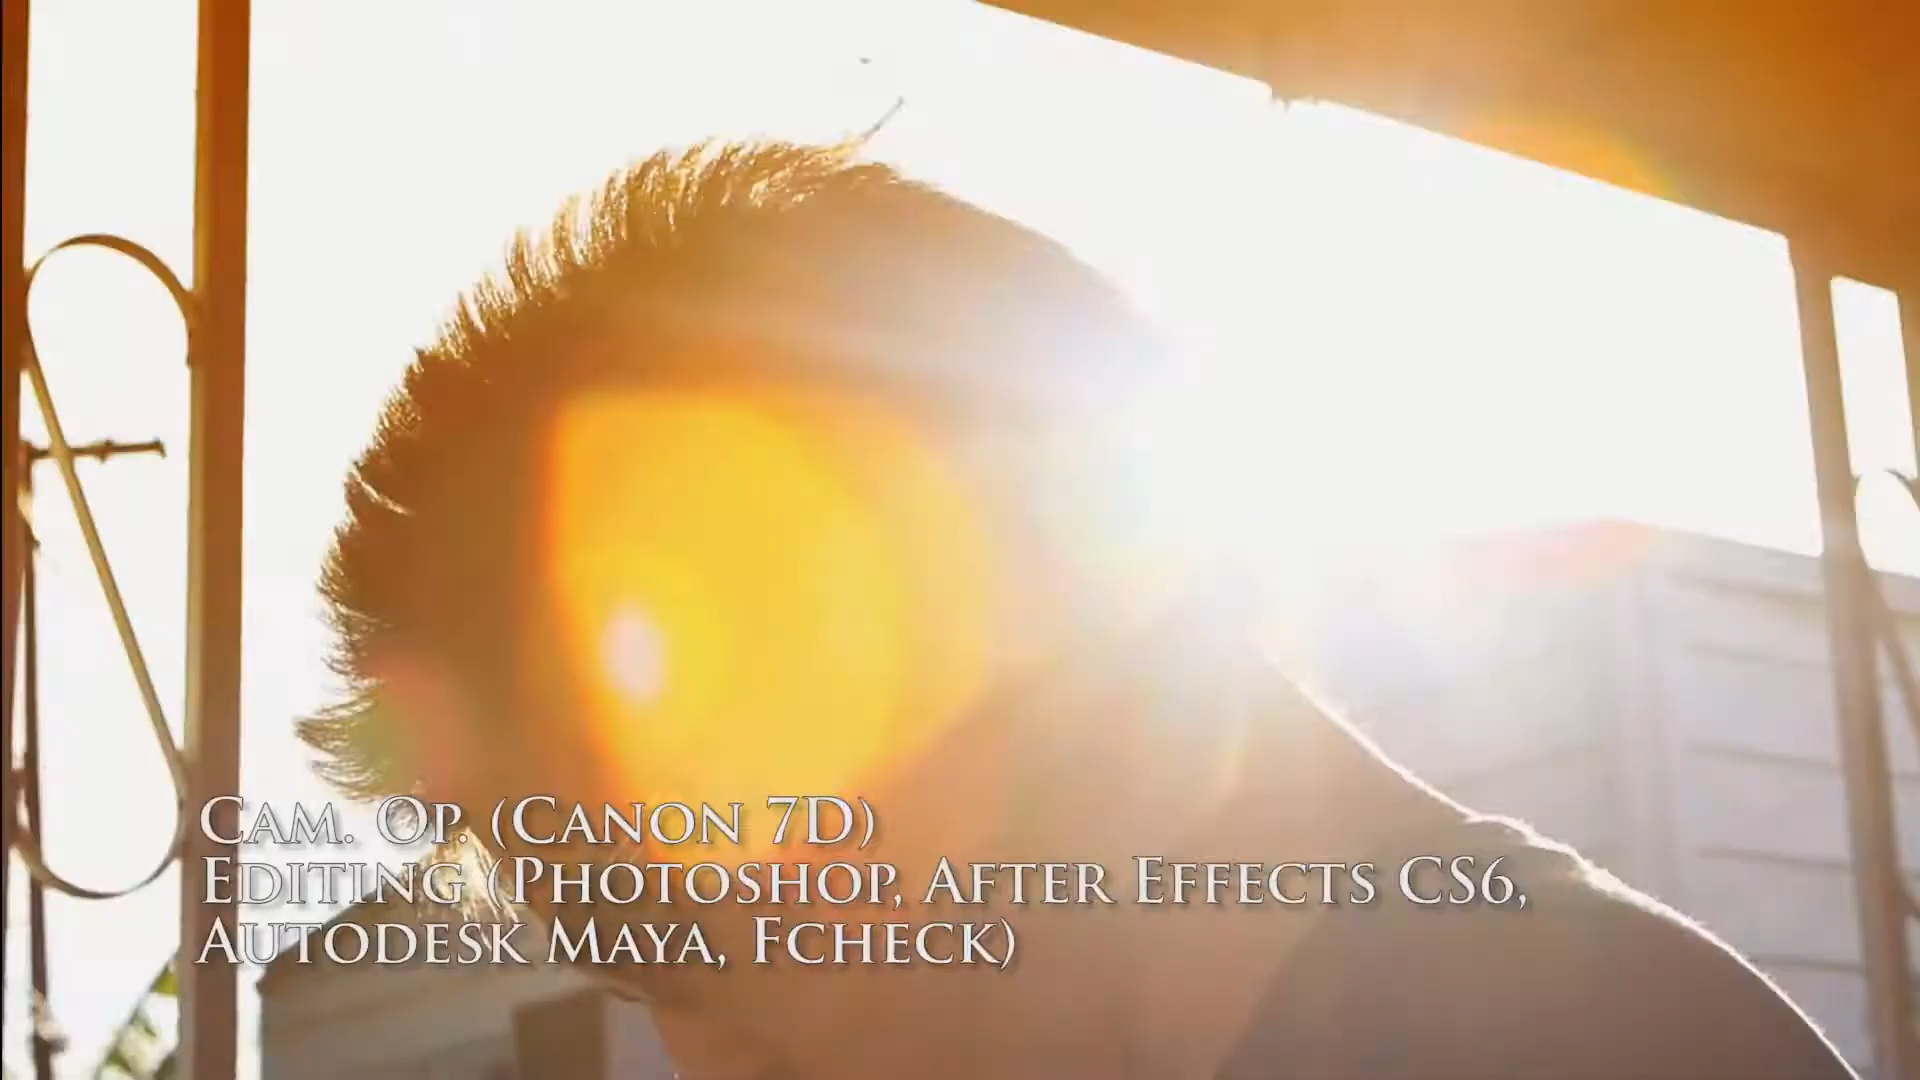 Cam. Op. (Canon 7D)
Editing (Photoshop, After Effects CS6,
Autodesk Maya, Fcheck)